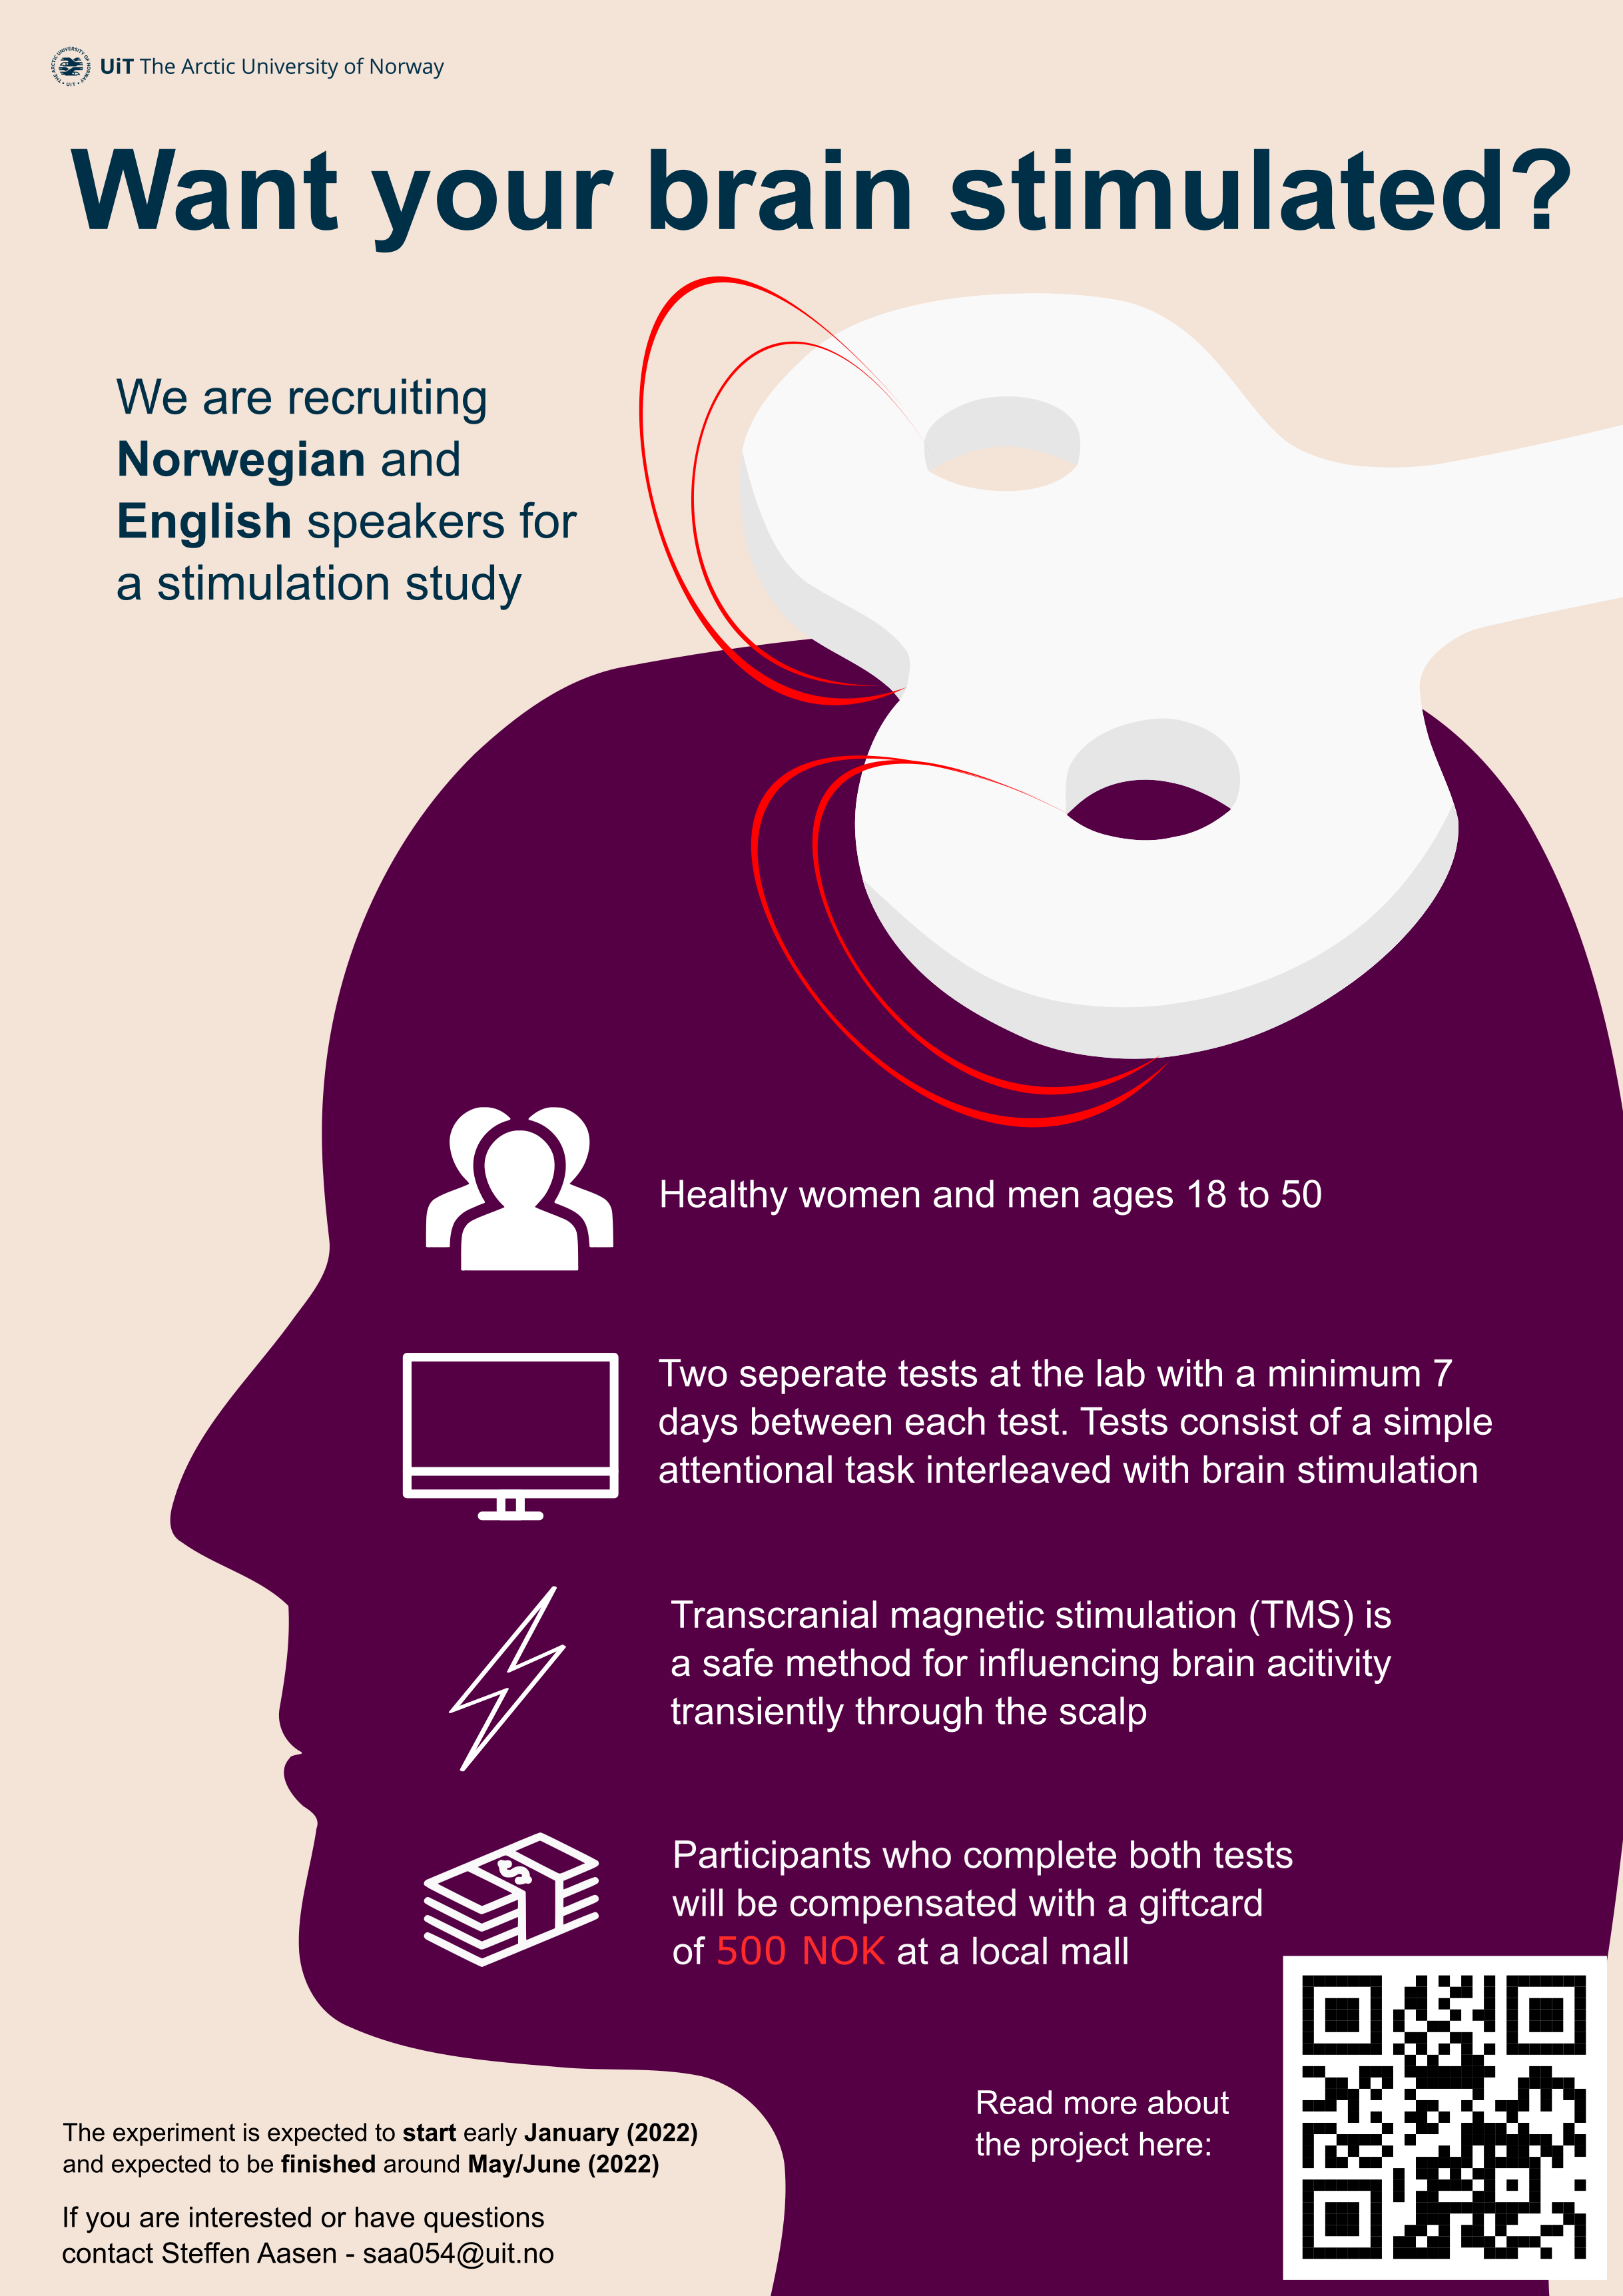 UiT The Arctic University of Norway
Want your brain stimulated?
We are recruiting
Norwegian and
English speakers for
a stimulation study
Healthy women and men ages 18 to 50
Two seperate tests at the lab with a minimum 7
days between each test. Tests consist of a simple
attentional task interleaved with brain stimulation
Transcranial magnetic stimulation (TMS) is
a safe method for influencing brain acitivity
transiently through the scalp
$
Participants who complete both tests
will be compensated with a giftcard
of 500 NOK at a local mall
Read more about
the project here:
The experiment is expected to start early January (2022)
and expected to be finished around May/June (2022)
If you are interested or have questions
contact Steffen Aasen - saa054@uit.no